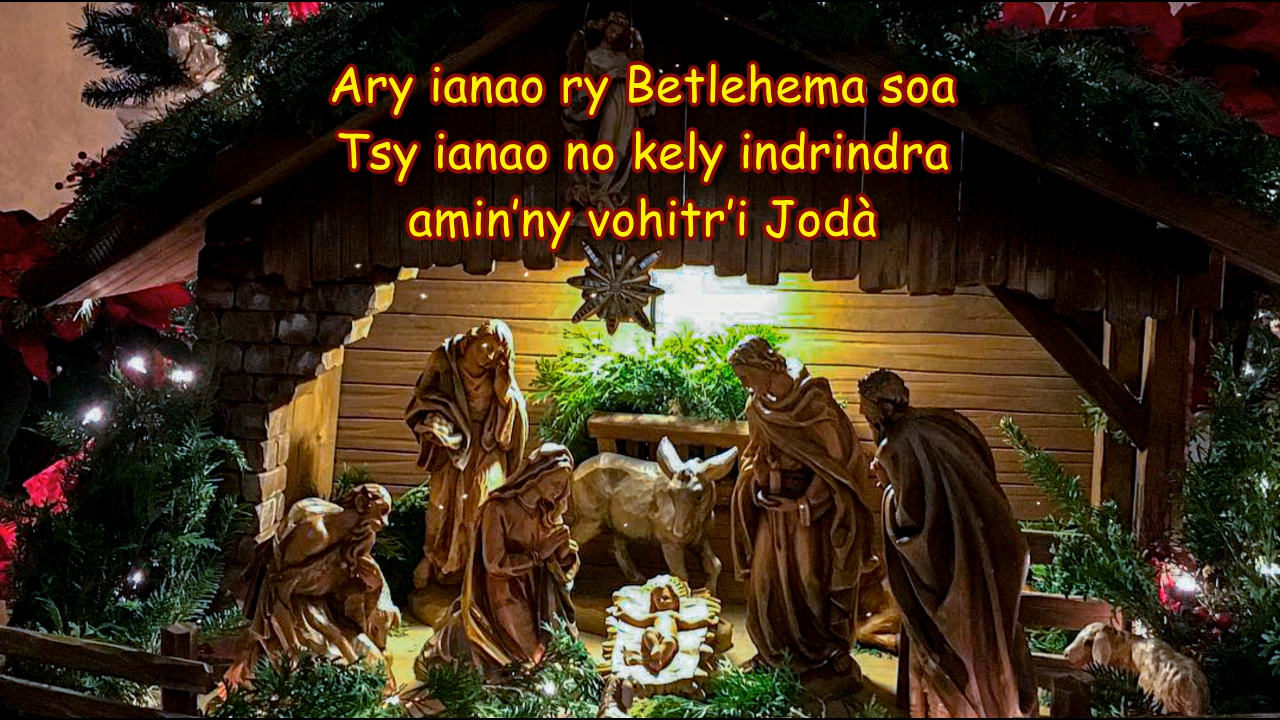 Ary ianao ry Betlehema soa
Tsy ianao no kely indrindra
amin’ny vohitr’i Jodà